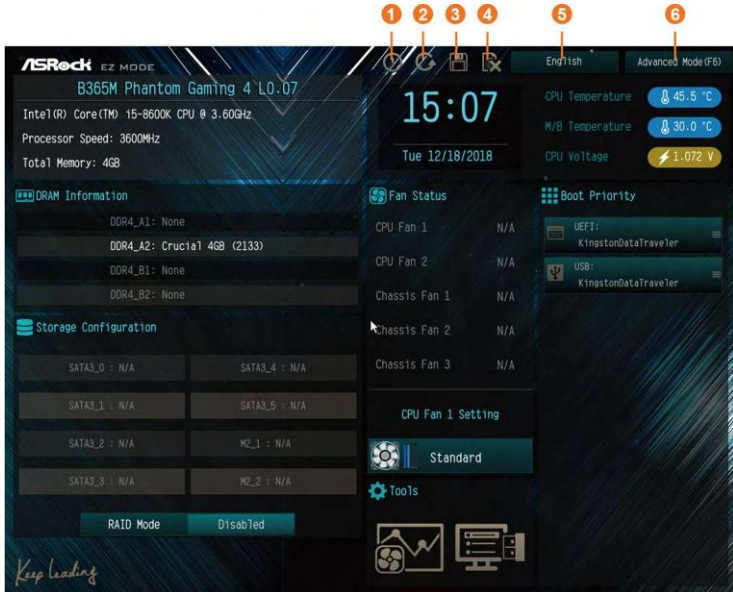 1 2 3 4 5 6
ASRock EZ MODE
English
Advanced Mode(F6)
B365M Phantom Gaming 4 L0.07
Intel(R) Core(TM) i5-8600K CPU @ 3.60GHz
Processor Speed: 3600MHz
Total Memory: 4GB
15:07
Tue 12/18/2018
CPU Temperature 45.5 °C
M/B Temperature 30.0 °C
CPU Voltage 1.072 V
DRAM Information
DDR4_A1: None
DDR4_A2: Crucial 4GB (2133)
DDR4_B1: None
DDR4_B2: None
Storage Configuration
SATA3_0 : N/A
SATA3_4 : N/A
SATA3_1 : N/A
SATA3_5 : N/A
SATA3_2 : N/A
M2_1 : N/A
SATA3_3 : N/A
M2_2 : N/A
RAID Mode Disabled
Keep Leading
Fan Status
CPU Fan 1 N/A
CPU Fan 2 N/A
Chassis Fan 1 N/A
Chassis Fan 2 N/A
Chassis Fan 3 N/A
CPU Fan 1 Setting
Standard
Tools
Boot Priority
UEFI:
KingstonDataTraveler
USB:
KingstonDataTraveler